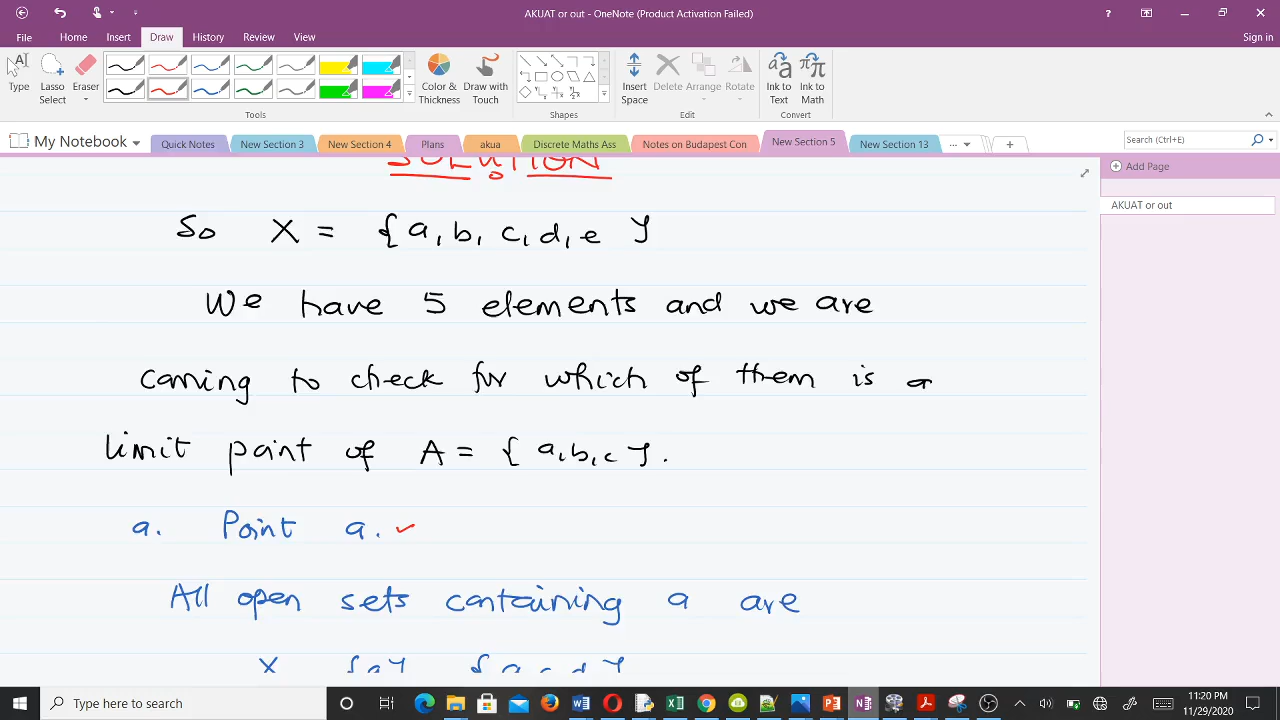 AKUAT or out - OneNote (Product Activation Failed)
Sign in
File Home Insert Draw History Review View
Type
Lasso Select
Eraser
Color & Thickness
Draw with Touch
Insert Space
Delete
Arrange
Rotate
Ink to Text
Ink to Math
Tools
Shapes
Edit
Convert
My Notebook
Quick Notes
New Section 3
New Section 4
Plans
akua
Discrete Maths Ass
Notes on Budapest Con
New Section 5
New Section 13
...
Search (Ctrl+E)
Add Page
AKUAT or out
SOLUTION
So X = { a, b, c, d, e }
We have 5 elements and we are
coming to check for which of them is a
limit point of A = { a, b, c }.
a. Point a. ✓
All open sets containing a are
X {a} {a, c, d}
Type here to search
11:20 PM
11/29/2020